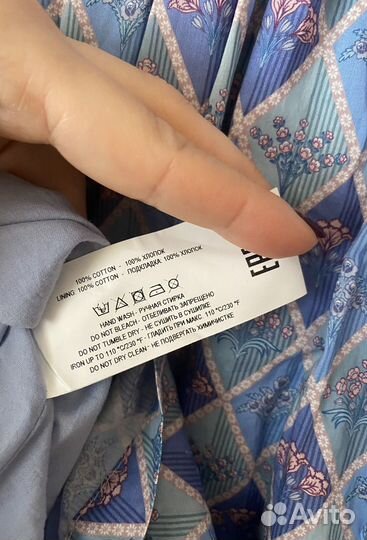 100% COTTON - 100% ХЛОПОК
LINING: 100% COTTON - ПОДКЛАДКА: 100% ХЛОПОК
HAND WASH - РУЧНАЯ СТИРКА
DO NOT BLEACH - ОТБЕЛИВАТЬ ЗАПРЕЩЕНО
DO NOT TUMBLE DRY - НЕ СУШИТЬ В СУШИЛКЕ
IRON UP TO 110 °C/230 °F - ГЛАДИТЬ ПРИ МАКС 110 °C/230 °F
DO NOT DRY CLEAN - НЕ ПОДВЕРГАТЬ ХИМЧИСТКЕ
Avito